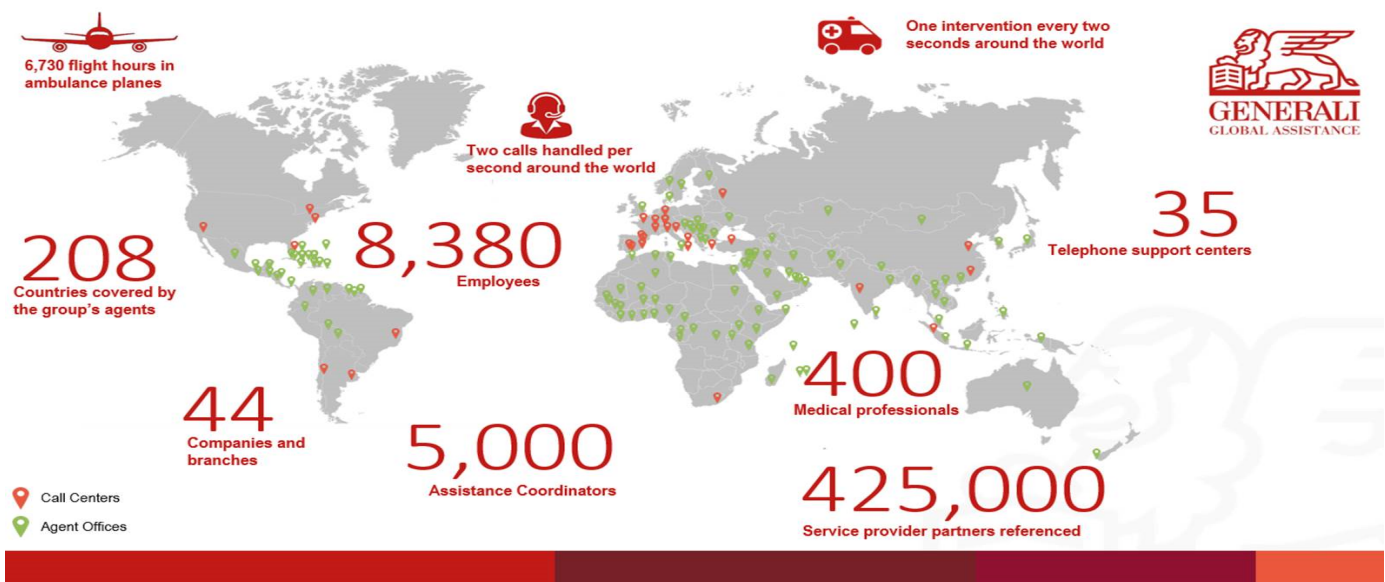 6,730 flight hours in
ambulance planes
One intervention every two
seconds around the world
GENERALI
GLOBAL ASSISTANCE
Two calls handled per
second around the world
208
Countries covered by
the group's agents
8,380
Employees
35
Telephone support centers
44
Companies and
branches
5,000
Assistance Coordinators
400
Medical professionals
425,000
Service provider partners referenced
Call Centers
Agent Offices